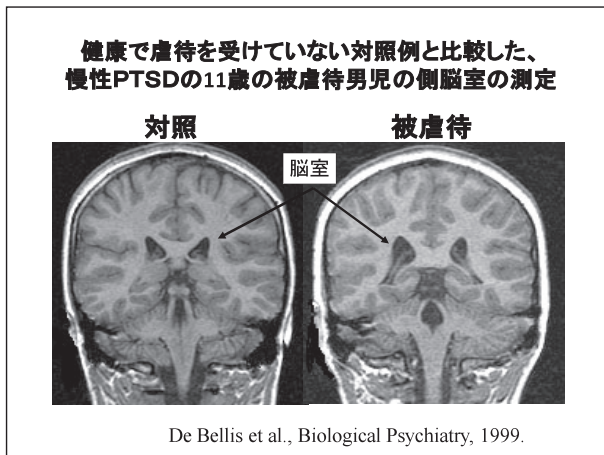 健康で虐待を受けていない対照例と比較した、
慢性PTSDの11歳の被虐待男児の側脳室の測定
対照
被虐待
脳室
De Bellis et al., Biological Psychiatry, 1999.